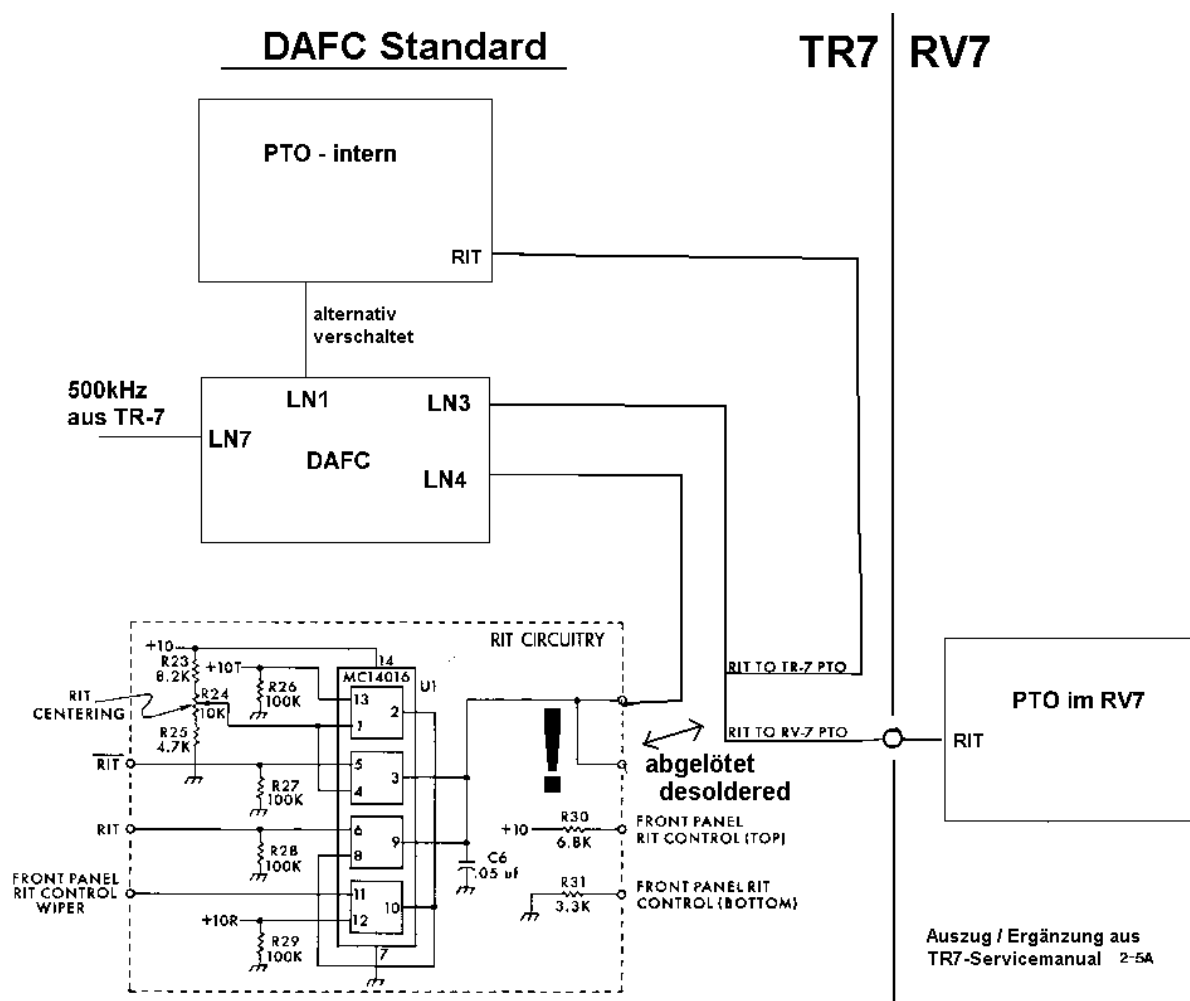 DAFC Standard
TR7
RV7
PTO - intern
RIT
alternativ
verschaltet
500kHz
aus TR-7
LN1
LN3
LN7
DAFC
LN4
RIT CIRCUITRY
+10
R23
8.2K
+10T
14
MC14016
U1
RIT
CENTERING
R24
10K
R26
100K
13
1
2
R25
4.7K
!
RIT TO TR-7 PTO
RIT TO RV-7 PTO
PTO im RV7
RIT
abgelötet
desoldered
RIT
5
4
3
R27
100K
RIT
6
8
9
R28
100K
+10
R30
6.8K
FRONT PANEL
RIT CONTROL (TOP)
C6
.05 uf
FRONT PANEL
RIT CONTROL
WIPER
11
12
10
+10R
R29
100K
7
R31
3.3K
FRONT PANEL RIT
CONTROL (BOTTOM)
Auszug / Ergänzung aus
TR7-Servicemanual 2-5A